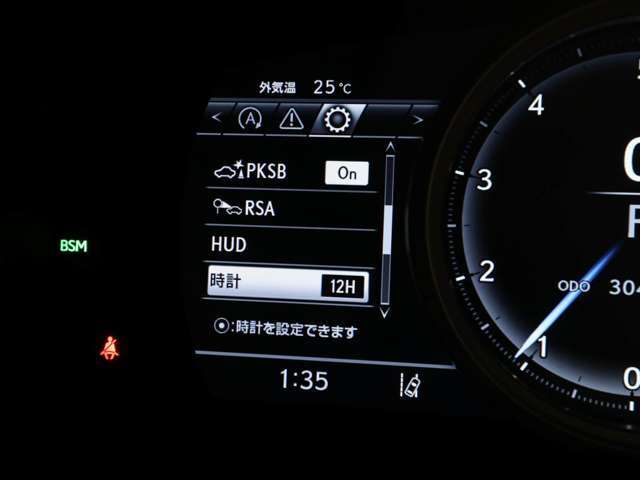 外気温 25℃
PKSB On
RSA
HUD
時計 12H
:時計を設定できます
1:35
BSM
4
3
2
1
0
ODO 304